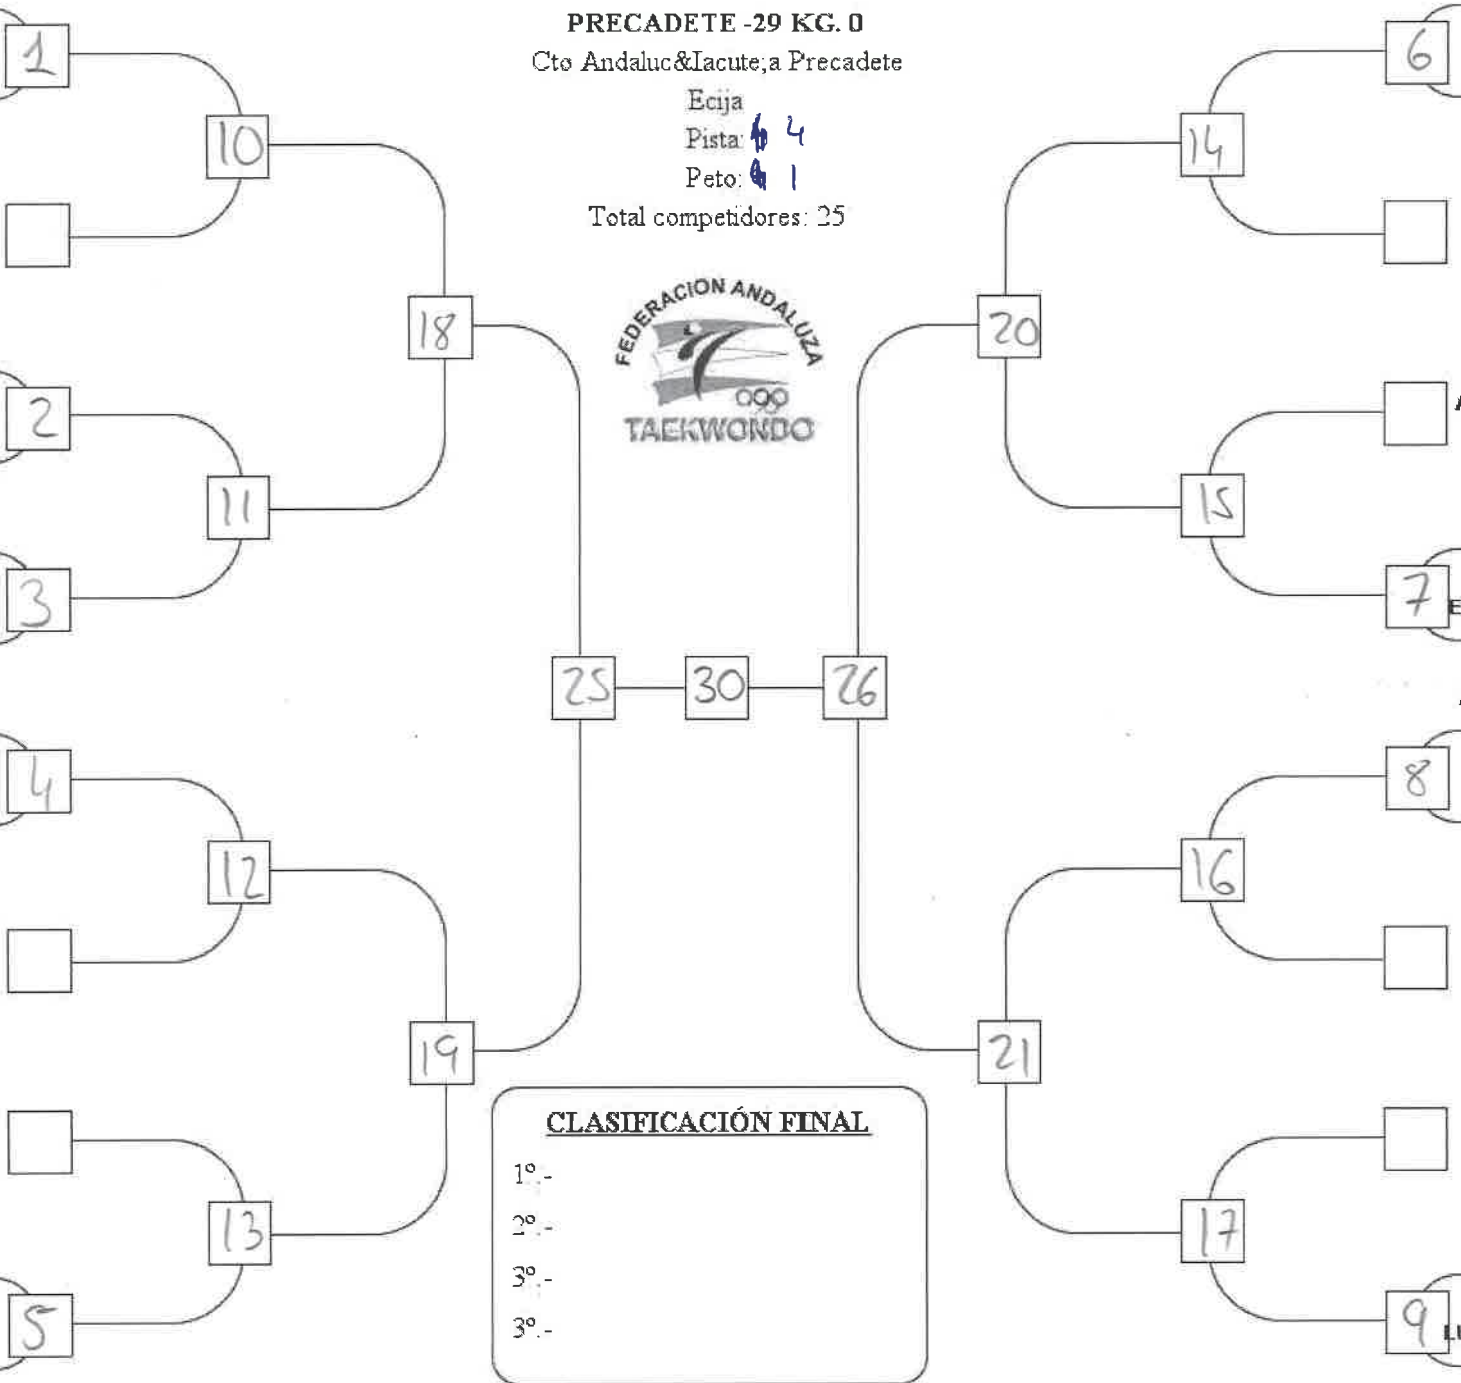 PRECADETE -29 KG. 0
Cto Andaluc&Iacute;a Precadete
Ecija
Pista: 4
Peto: 1
Total competidores: 25
FEDERACION ANDALUZA
TAEKWONDO
1
10
2
11
3
18
4
12
19
13
5
25
30
26
6
14
20
15
7
8
16
21
17
9
CLASIFICACIÓN FINAL
1º.-
2º.-
3º.-
3º.-